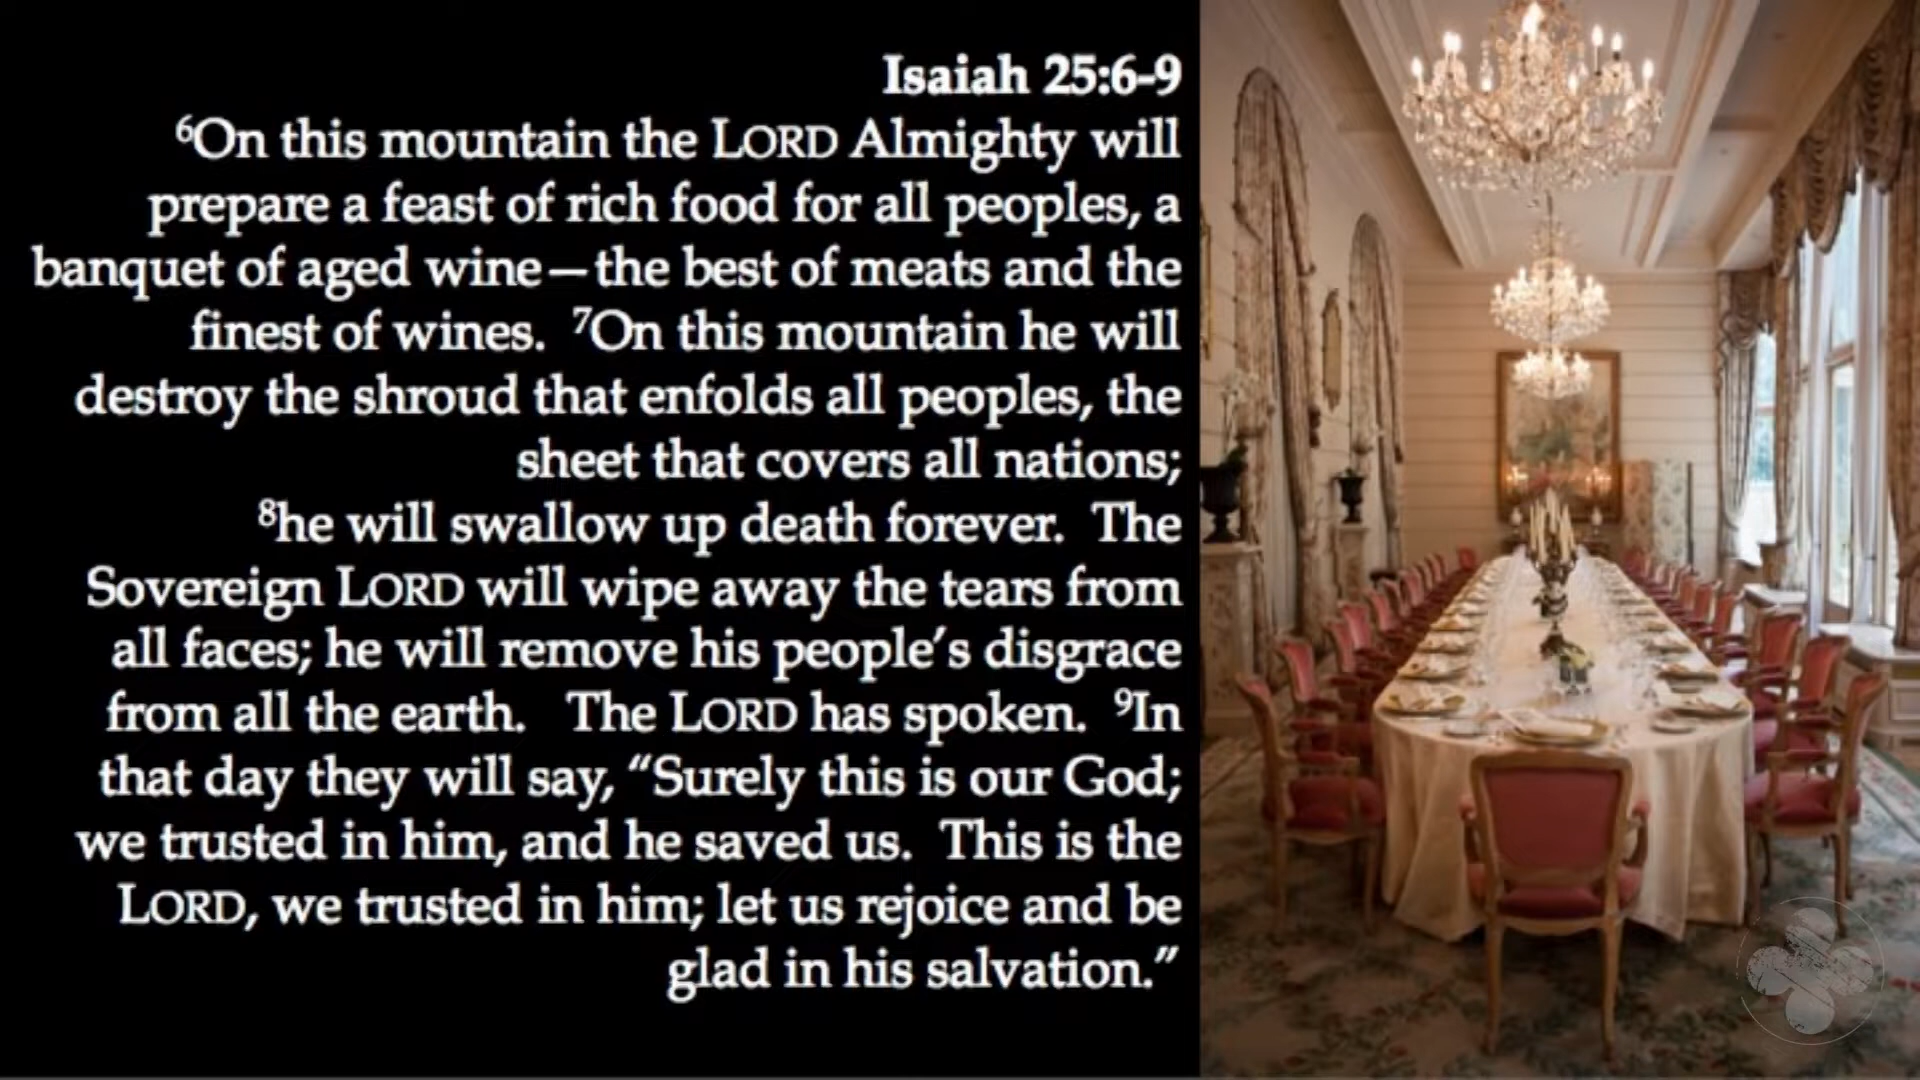 Isaiah 25:6-9
⁶On this mountain the LORD Almighty will
prepare a feast of rich food for all peoples, a
banquet of aged wine—the best of meats and the
finest of wines. ⁷On this mountain he will
destroy the shroud that enfolds all peoples, the
sheet that covers all nations;
⁸he will swallow up death forever. The
Sovereign LORD will wipe away the tears from
all faces; he will remove his people’s disgrace
from all the earth. The LORD has spoken. ⁹In
that day they will say, “Surely this is our God;
we trusted in him, and he saved us. This is the
LORD, we trusted in him; let us rejoice and be
glad in his salvation.”